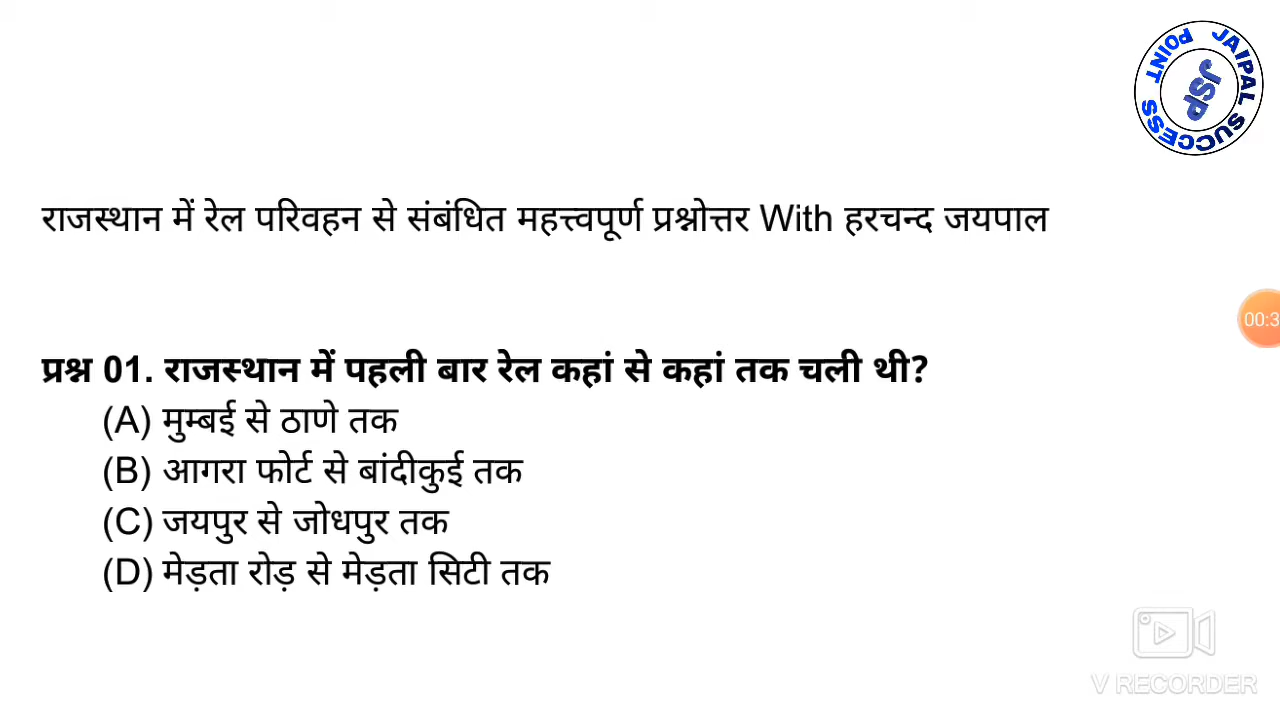 JAIPAL SUCCESS POINT
JSP
राजस्थान में रेल परिवहन से संबंधित महत्त्वपूर्ण प्रश्नोत्तर With हरचन्द जयपाल
00:3
प्रश्न 01. राजस्थान में पहली बार रेल कहां से कहां तक चली थी?
(A) मुम्बई से ठाणे तक
(B) आगरा फोर्ट से बांदीकुई तक
(C) जयपुर से जोधपुर तक
(D) मेड़ता रोड़ से मेड़ता सिटी तक
V RECORDER